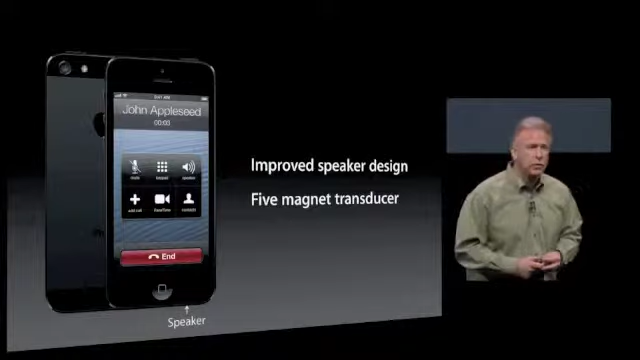 John Appleseed
00:00
Improved speaker design
Five magnet transducer
End
Speaker